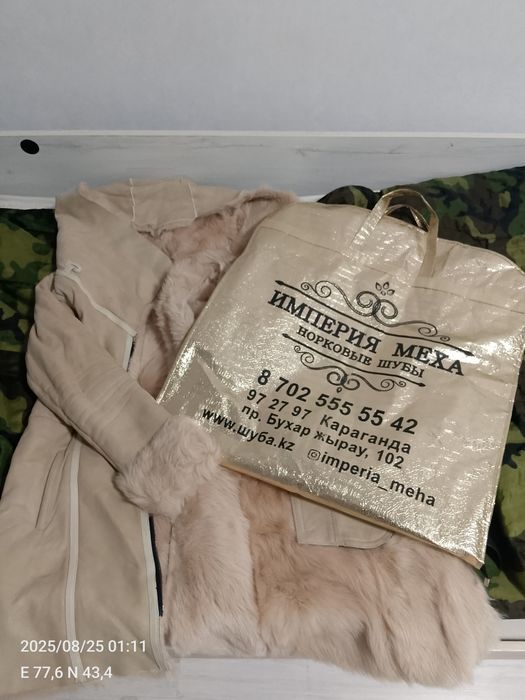 ИМПЕРИЯ МЕХА
НОРКОВЫЕ ШУБЫ
8 702 555 55 42
97 27 97 Караганда
пр. Бухар жырау, 102
www.шуба.kz @imperia_meha
2025/08/25 01:11
E 77,6 N 43,4